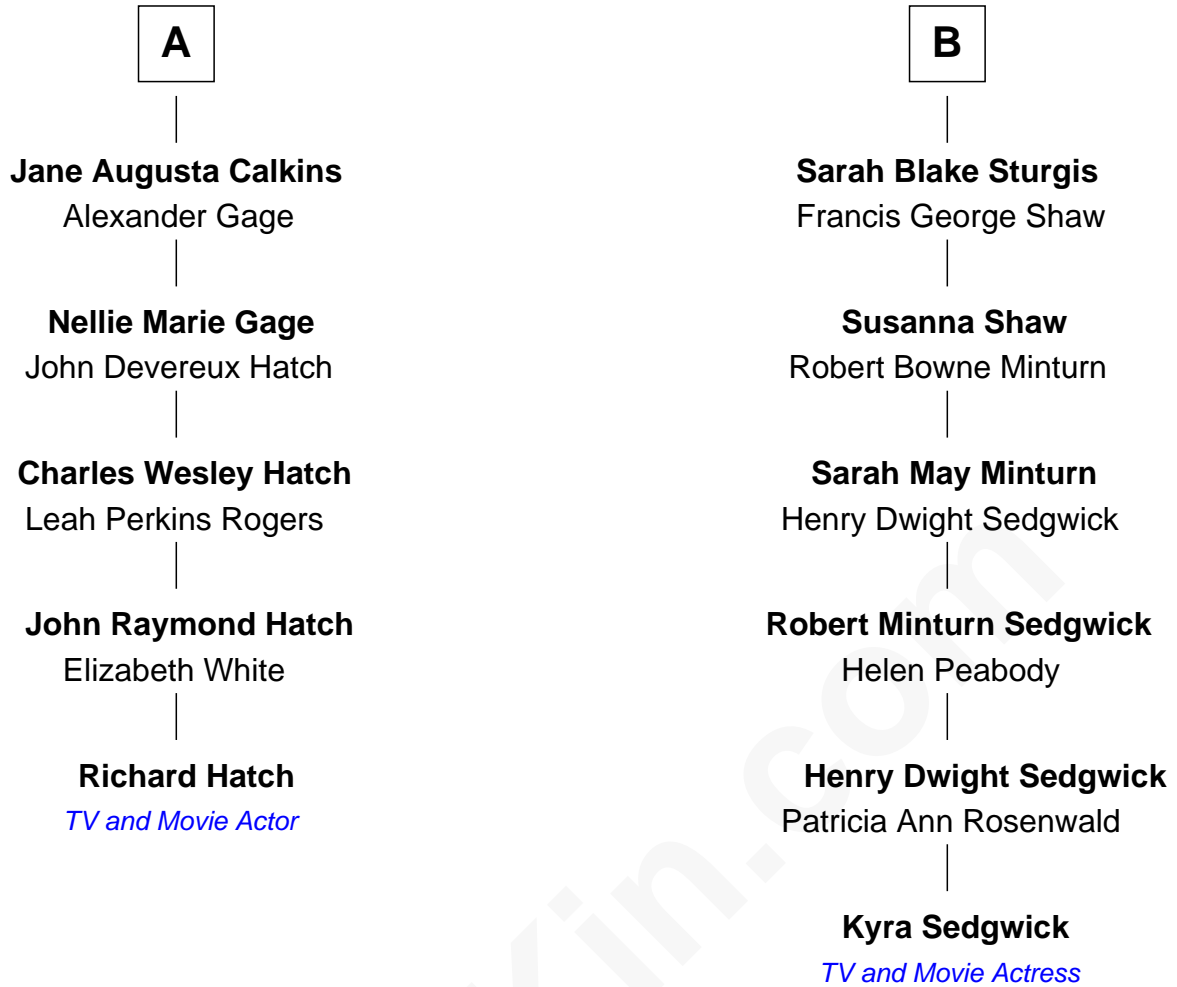 A
Jane Augusta Calkins
Alexander Gage
Nellie Marie Gage
John Devereux Hatch
Charles Wesley Hatch
Leah Perkins Rogers
John Raymond Hatch
Elizabeth White
Richard Hatch
TV and Movie Actor
B
Sarah Blake Sturgis
Francis George Shaw
Susanna Shaw
Robert Bowne Minturn
Sarah May Minturn
Henry Dwight Sedgwick
Robert Minturn Sedgwick
Helen Peabody
Henry Dwight Sedgwick
Patricia Ann Rosenwald
Kyra Sedgwick
TV and Movie Actress
kin.com